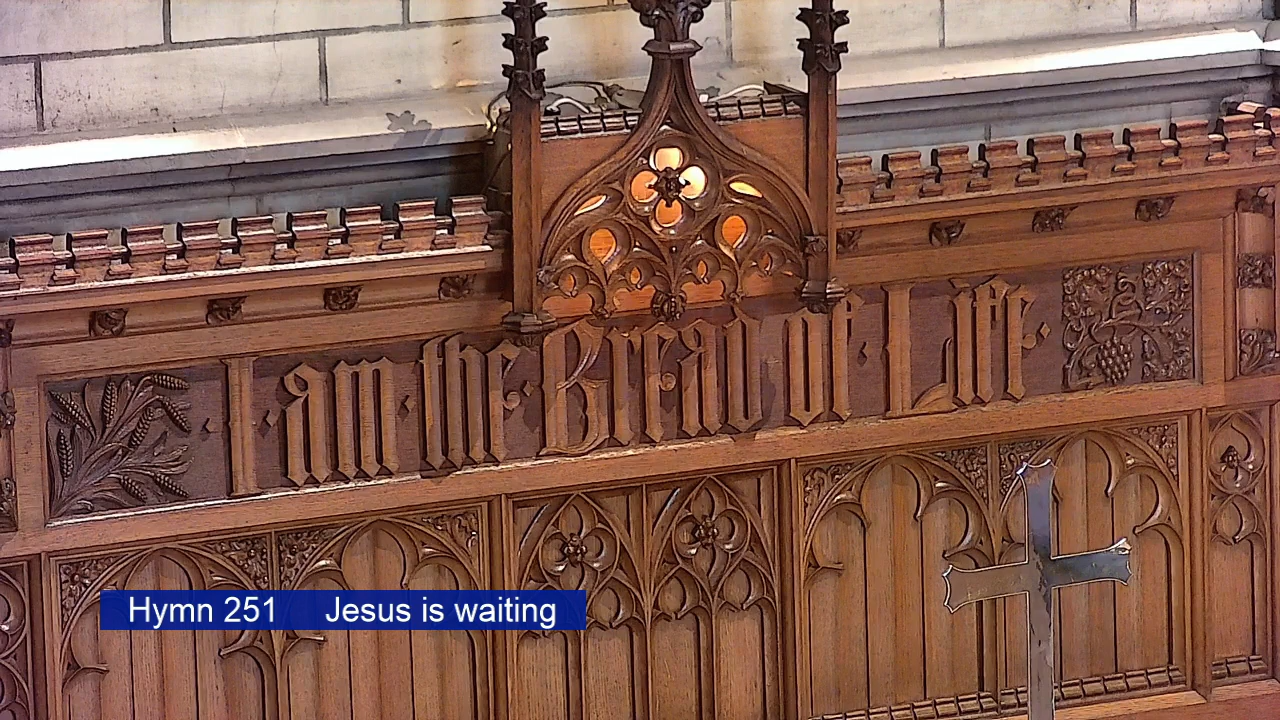 I · am · the · Bread of · Life ·
Hymn 251 Jesus is waiting